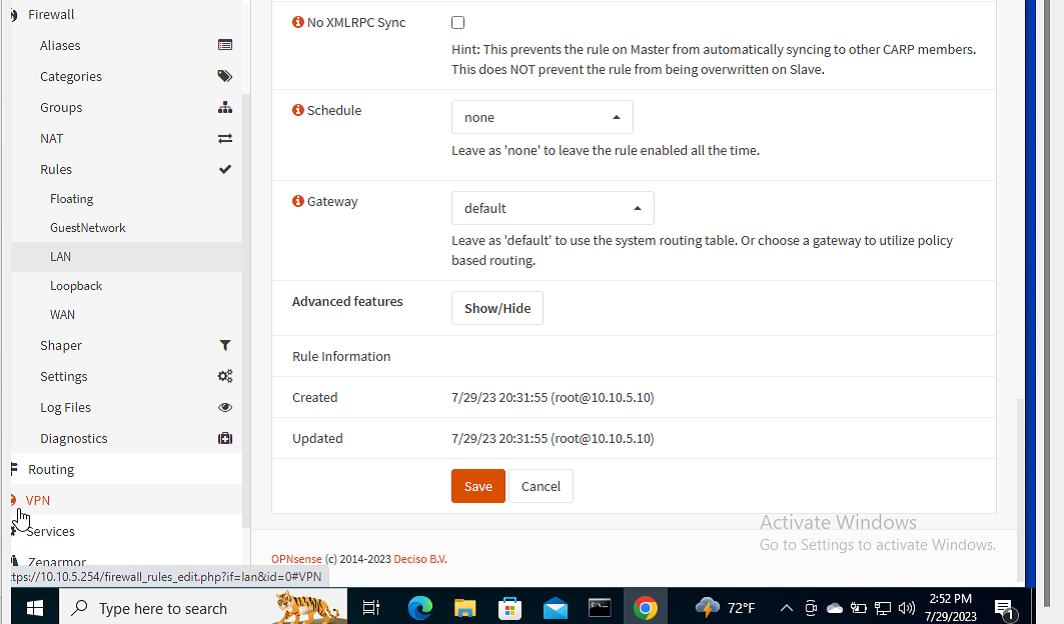 Firewall
Aliases
Categories
Groups
NAT
Rules
Floating
GuestNetwork
LAN
Loopback
WAN
Shaper
Settings
Log Files
Diagnostics
Routing
VPN
Services
Zenarmor
No XMLRPC Sync
Hint: This prevents the rule on Master from automatically syncing to other CARP members.
This does NOT prevent the rule from being overwritten on Slave.
Schedule
none
Leave as 'none' to leave the rule enabled all the time.
Gateway
default
Leave as 'default' to use the system routing table. Or choose a gateway to utilize policy
based routing.
Advanced features
Show/Hide
Rule Information
Created
7/29/23 20:31:55 (root@10.10.5.10)
Updated
7/29/23 20:31:55 (root@10.10.5.10)
Save
Cancel
Activate Windows
Go to Settings to activate Windows.
OPNsense (c) 2014-2023 Deciso B.V.
tps://10.10.5.254/firewall_rules_edit.php?if=lan&id=0#VPN
Type here to search
72°F
2:52 PM
7/29/2023
1